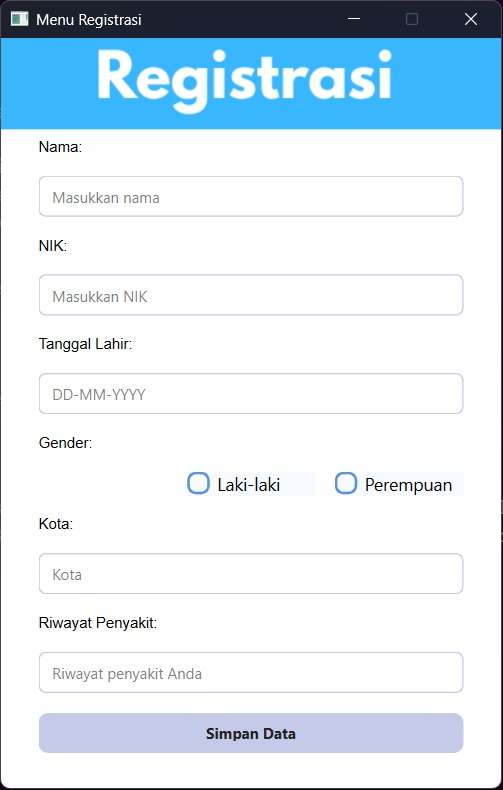 Menu Registrasi
Registrasi
Nama:
Masukkan nama
NIK:
Masukkan NIK
Tanggal Lahir:
DD-MM-YYYY
Gender:
Laki-laki Perempuan
Kota:
Kota
Riwayat Penyakit:
Riwayat penyakit Anda
Simpan Data